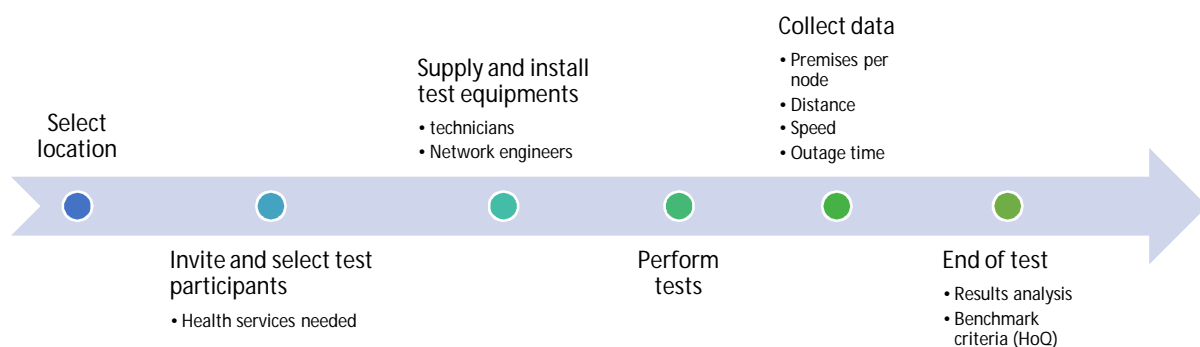 Select
location
Invite and select test
participants
• Health services needed
Supply and install
test equipments
• technicians
• Network engineers
Perform
tests
Collect data
• Premises per
node
• Distance
• Speed
• Outage time
End of test
• Results analysis
• Benchmark
criteria (HoQ)